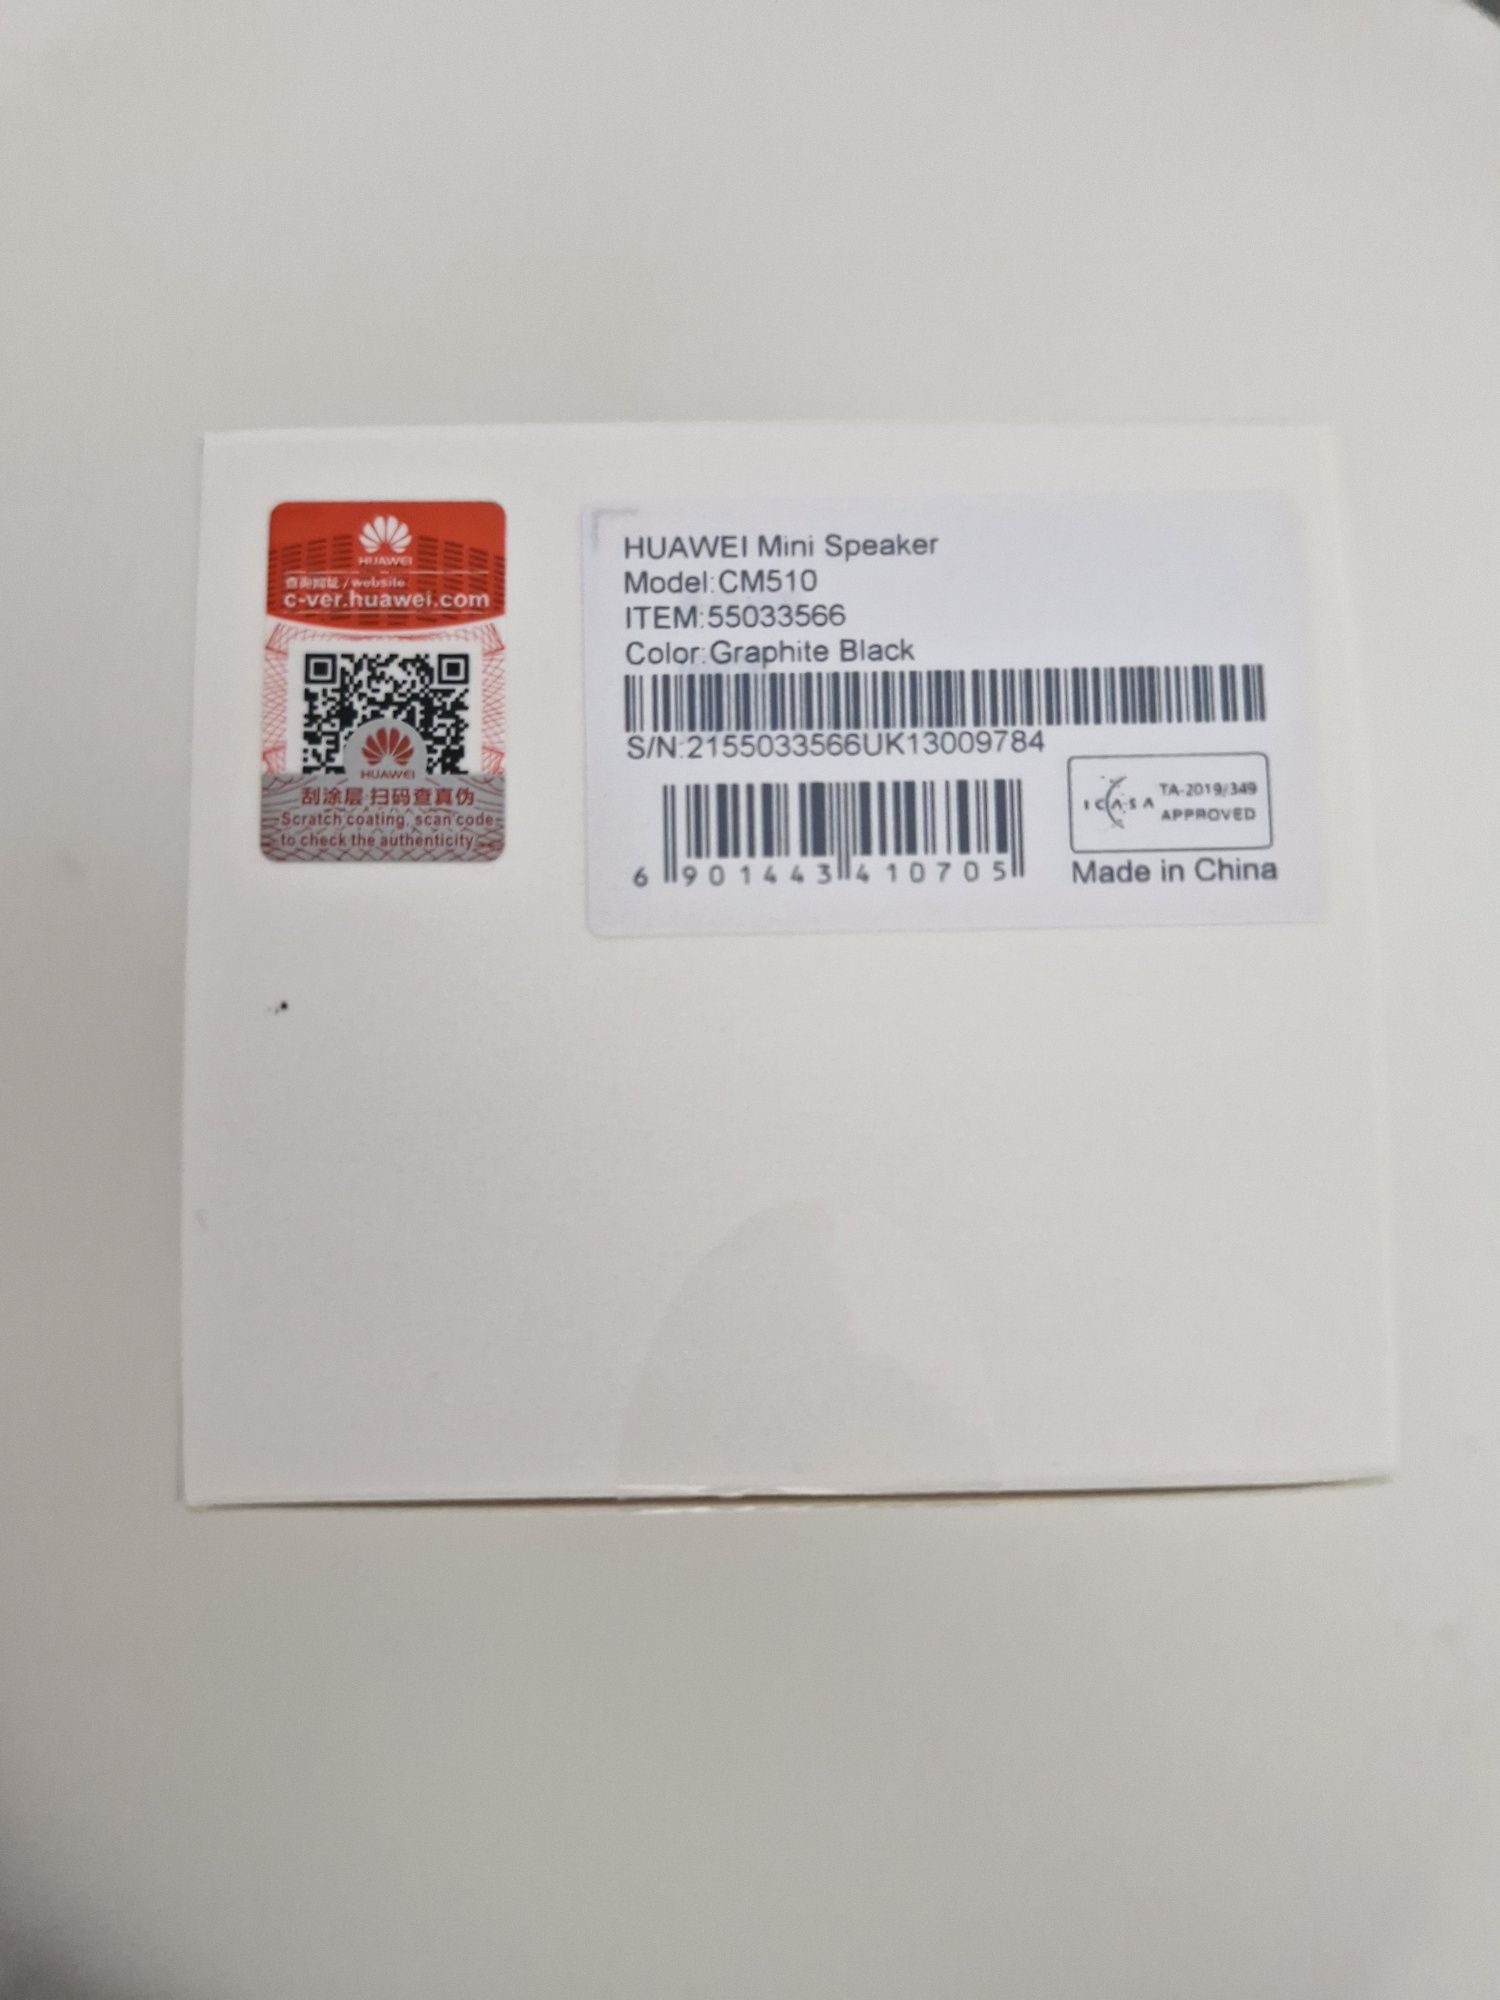 HUAWEI
查询网址/website
c-ver.huawei.com
HUAWEI
刮涂层 扫码查真伪
Scratch coating, scan code
to check the authenticity
HUAWEI Mini Speaker
Model:CM510
ITEM:55033566
Color:Graphite Black
S/N:2155033566UK13009784
6 901443 410705
ICASA
TA-2019/349
APPROVED
Made in China